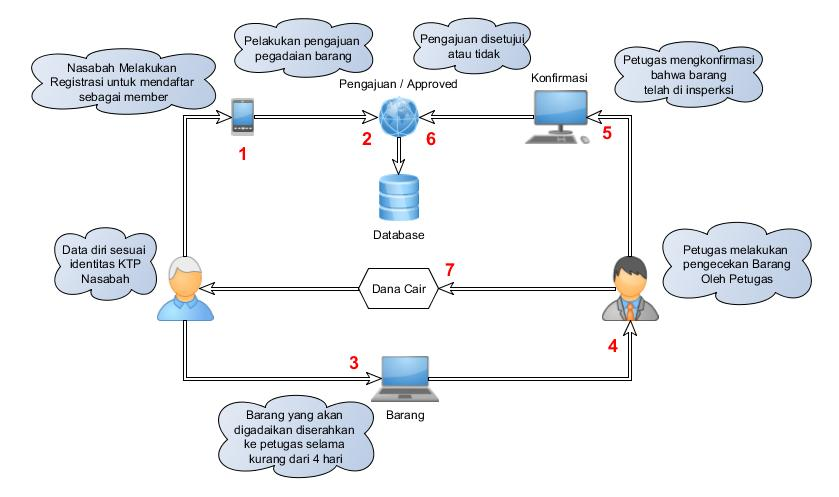 Pelakukan pengajuan
pegadaian barang
Pengajuan disetujui
atau tidak
Nasabah Melakukan
Registrasi untuk mendaftar
sebagai member
Pengajuan / Approved
Konfirmasi
Petugas mengkonfirmasi
bahwa barang
telah di insperksi
1
2
6
5
Database
Data diri sesuai
identitas KTP
Nasabah
Dana Cair
7
Petugas melakukan
pengecekan Barang
Oleh Petugas
3
4
Barang
Barang yang akan
digadaikan diserahkan
ke petugas selama
kurang dari 4 hari